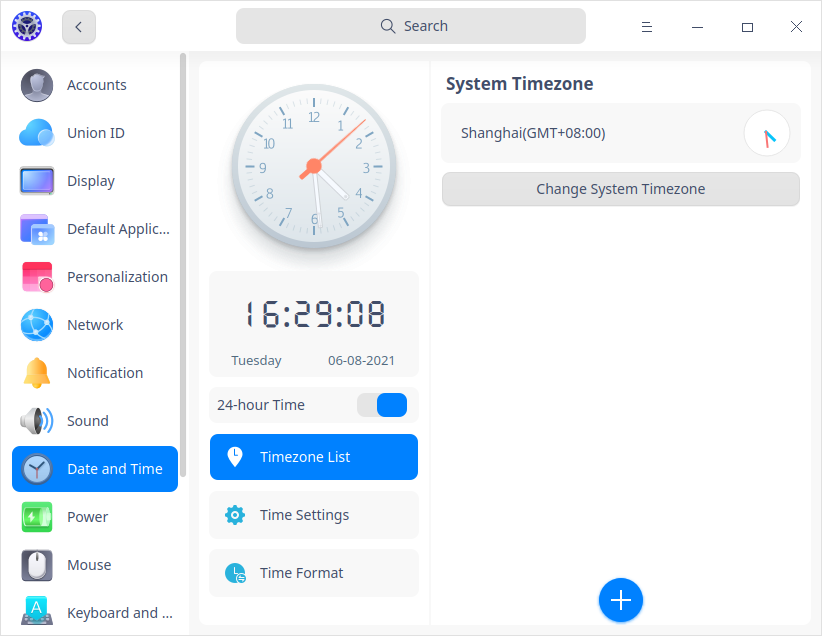 Search
Accounts
Union ID
Display
Default Applic...
Personalization
Network
Notification
Sound
Date and Time
Power
Mouse
Keyboard and ...
12
1
2
3
4
5
6
7
8
9
10
11
16:29:08
Tuesday 06-08-2021
24-hour Time
Timezone List
Time Settings
Time Format
System Timezone
Shanghai(GMT+08:00)
Change System Timezone
A